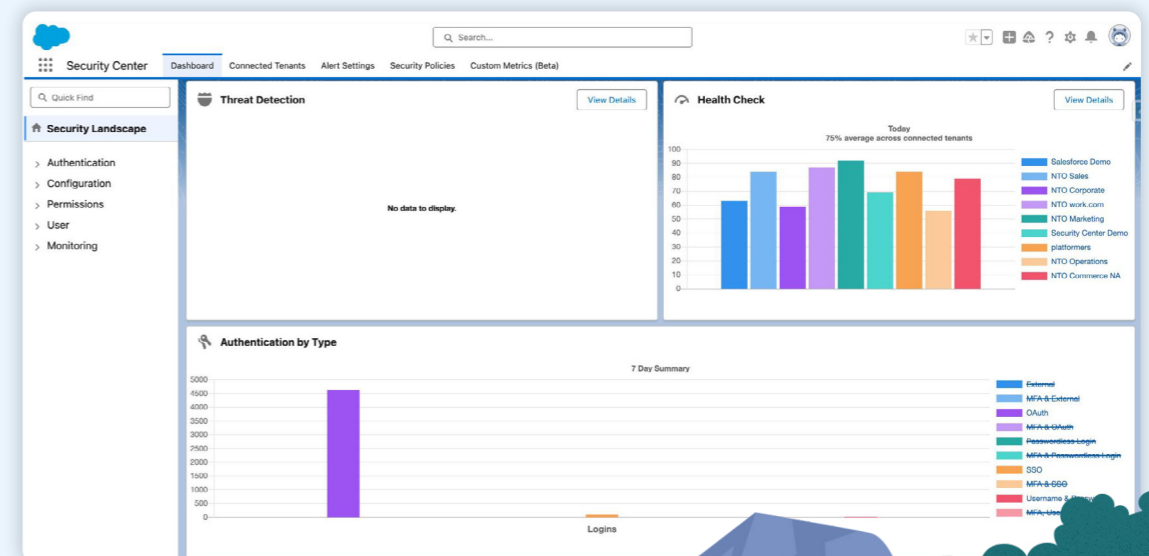 Search...
Security Center
Dashboard
Connected Tenants
Alert Settings
Security Policies
Custom Metrics (Beta)
Quick Find
Security Landscape
Authentication
Configuration
Permissions
User
Monitoring
Threat Detection
View Details
No data to display.
Health Check
View Details
Today
75% average across connected tenants
100
90
80
70
60
50
40
30
20
10
0
Salesforce Demo
NTO Sales
NTO Corporate
NTO work.com
NTO Marketing
Security Center Demo
platformers
NTO Operations
NTO Commerce NA
Authentication by Type
7 Day Summary
5000
4500
4000
3500
3000
2500
2000
1500
1000
500
0
Logins
External
MFA & External
OAuth
MFA & OAuth
Passwordless Login
MFA & Passwordless Login
SSO
MFA & SSO
Username &
MFA,